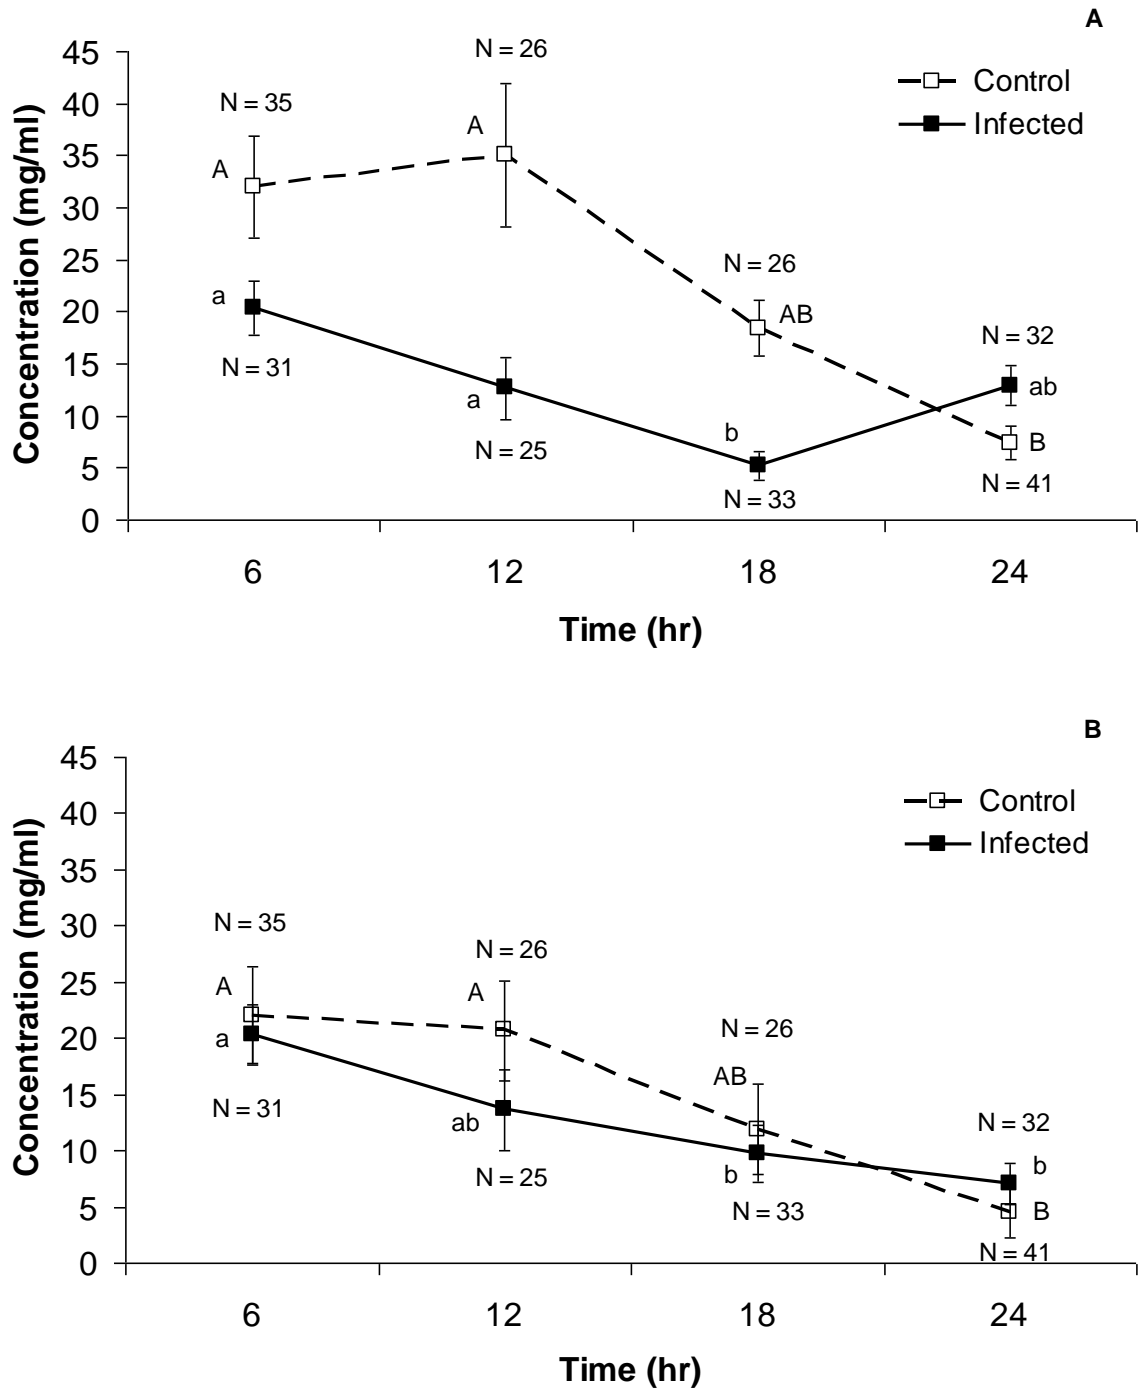 A
N = 26
45
Control
N = 35
40
Infected
A
35
A
30
N = 26
25
a
AB
N = 32
20
N = 31
15
ab
a
10
b
B
N = 25
5
N = 41
N = 33
0
Concentration (mg/ml)
6 12 18 24
Time (hr)
B
45
Control
40
Infected
35
N = 35
30
N = 26
25
A
A
N = 26
20
a
AB
15
N = 31
ab
N = 32
10
N = 25
b
b
N = 33
5
B
0
N = 41
Concentration (mg/ml)
6 12 18 24
Time (hr)